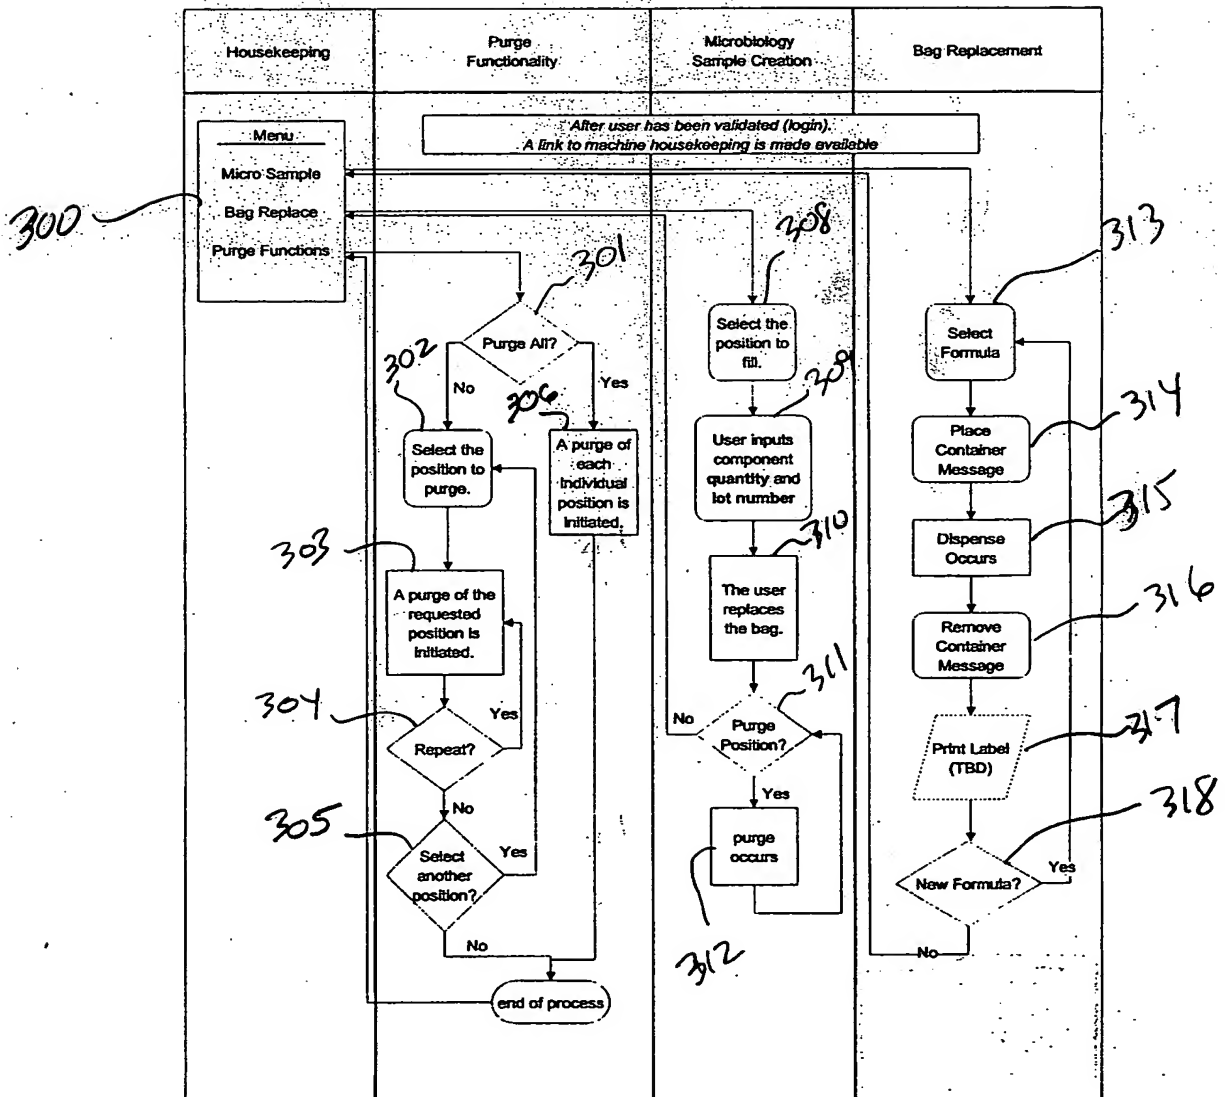 Housekeeping
Purge
Functionality
Microbiology
Sample Creation
Bag Replacement
After user has been validated (login).
A link to machine housekeeping is made available
Menu
Micro Sample
Bag Replace
Purge Functions
300
301
Purge All?
302
No
Yes
306
Select the
position to
purge.
A purge of
each
individual
position is
initiated.
303
A purge of the
requested
position is
initiated.
304
Repeat?
Yes
No
305
Select
another
position?
Yes
No
end of process
308
Select the
position to
fill.
309
User inputs
component
quantity and
lot number
310
The user
replaces
the bag.
311
Purge
Position?
No
Yes
purge
occurs
312
313
Select
Formula
314
Place
Container
Message
315
Dispense
Occurs
316
Remove
Container
Message
317
Print Label
(TBD)
318
New Formula?
Yes
No